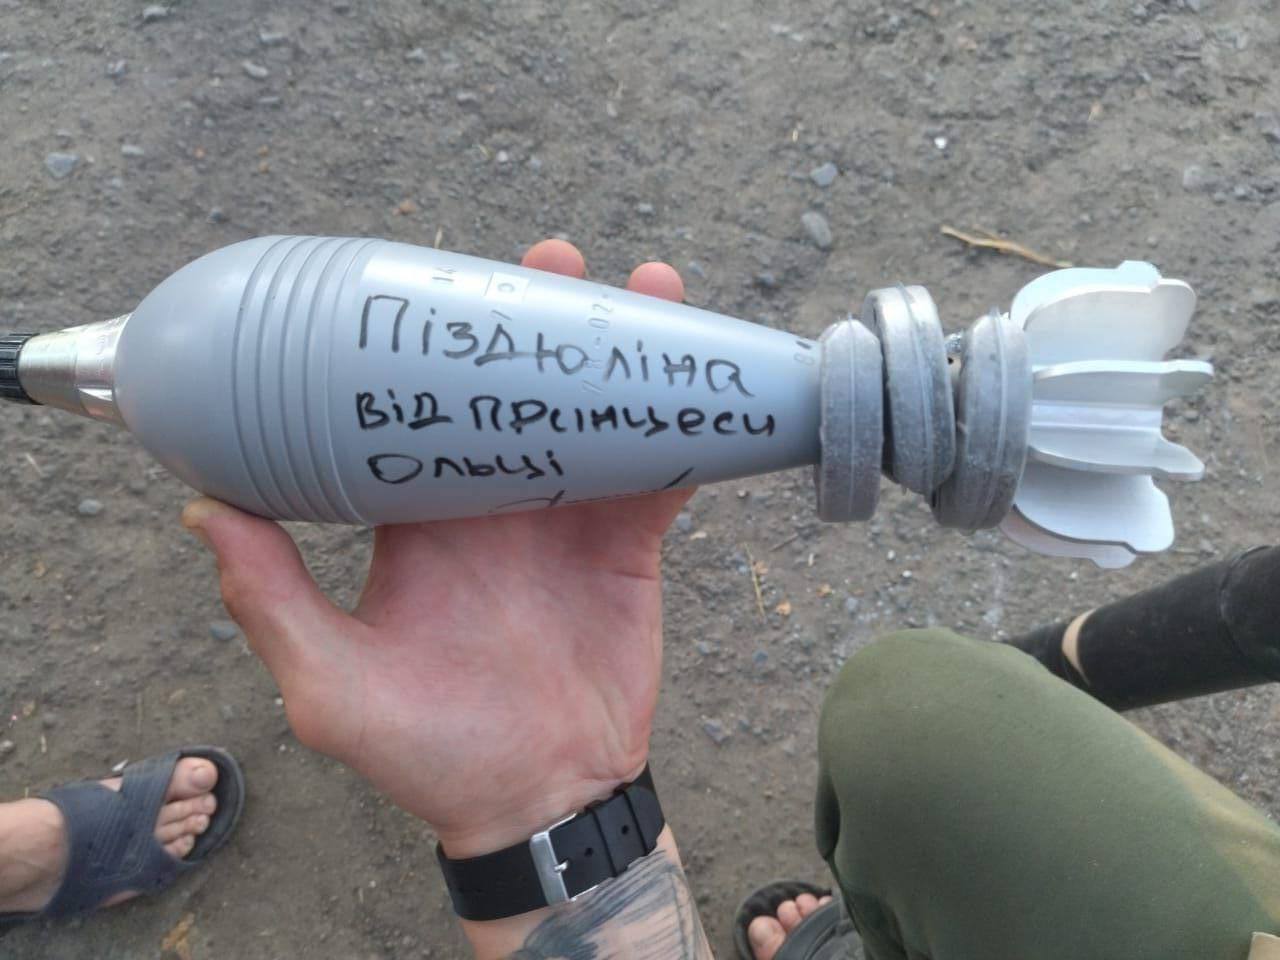 Піздюліна
від принцеси
Ольці